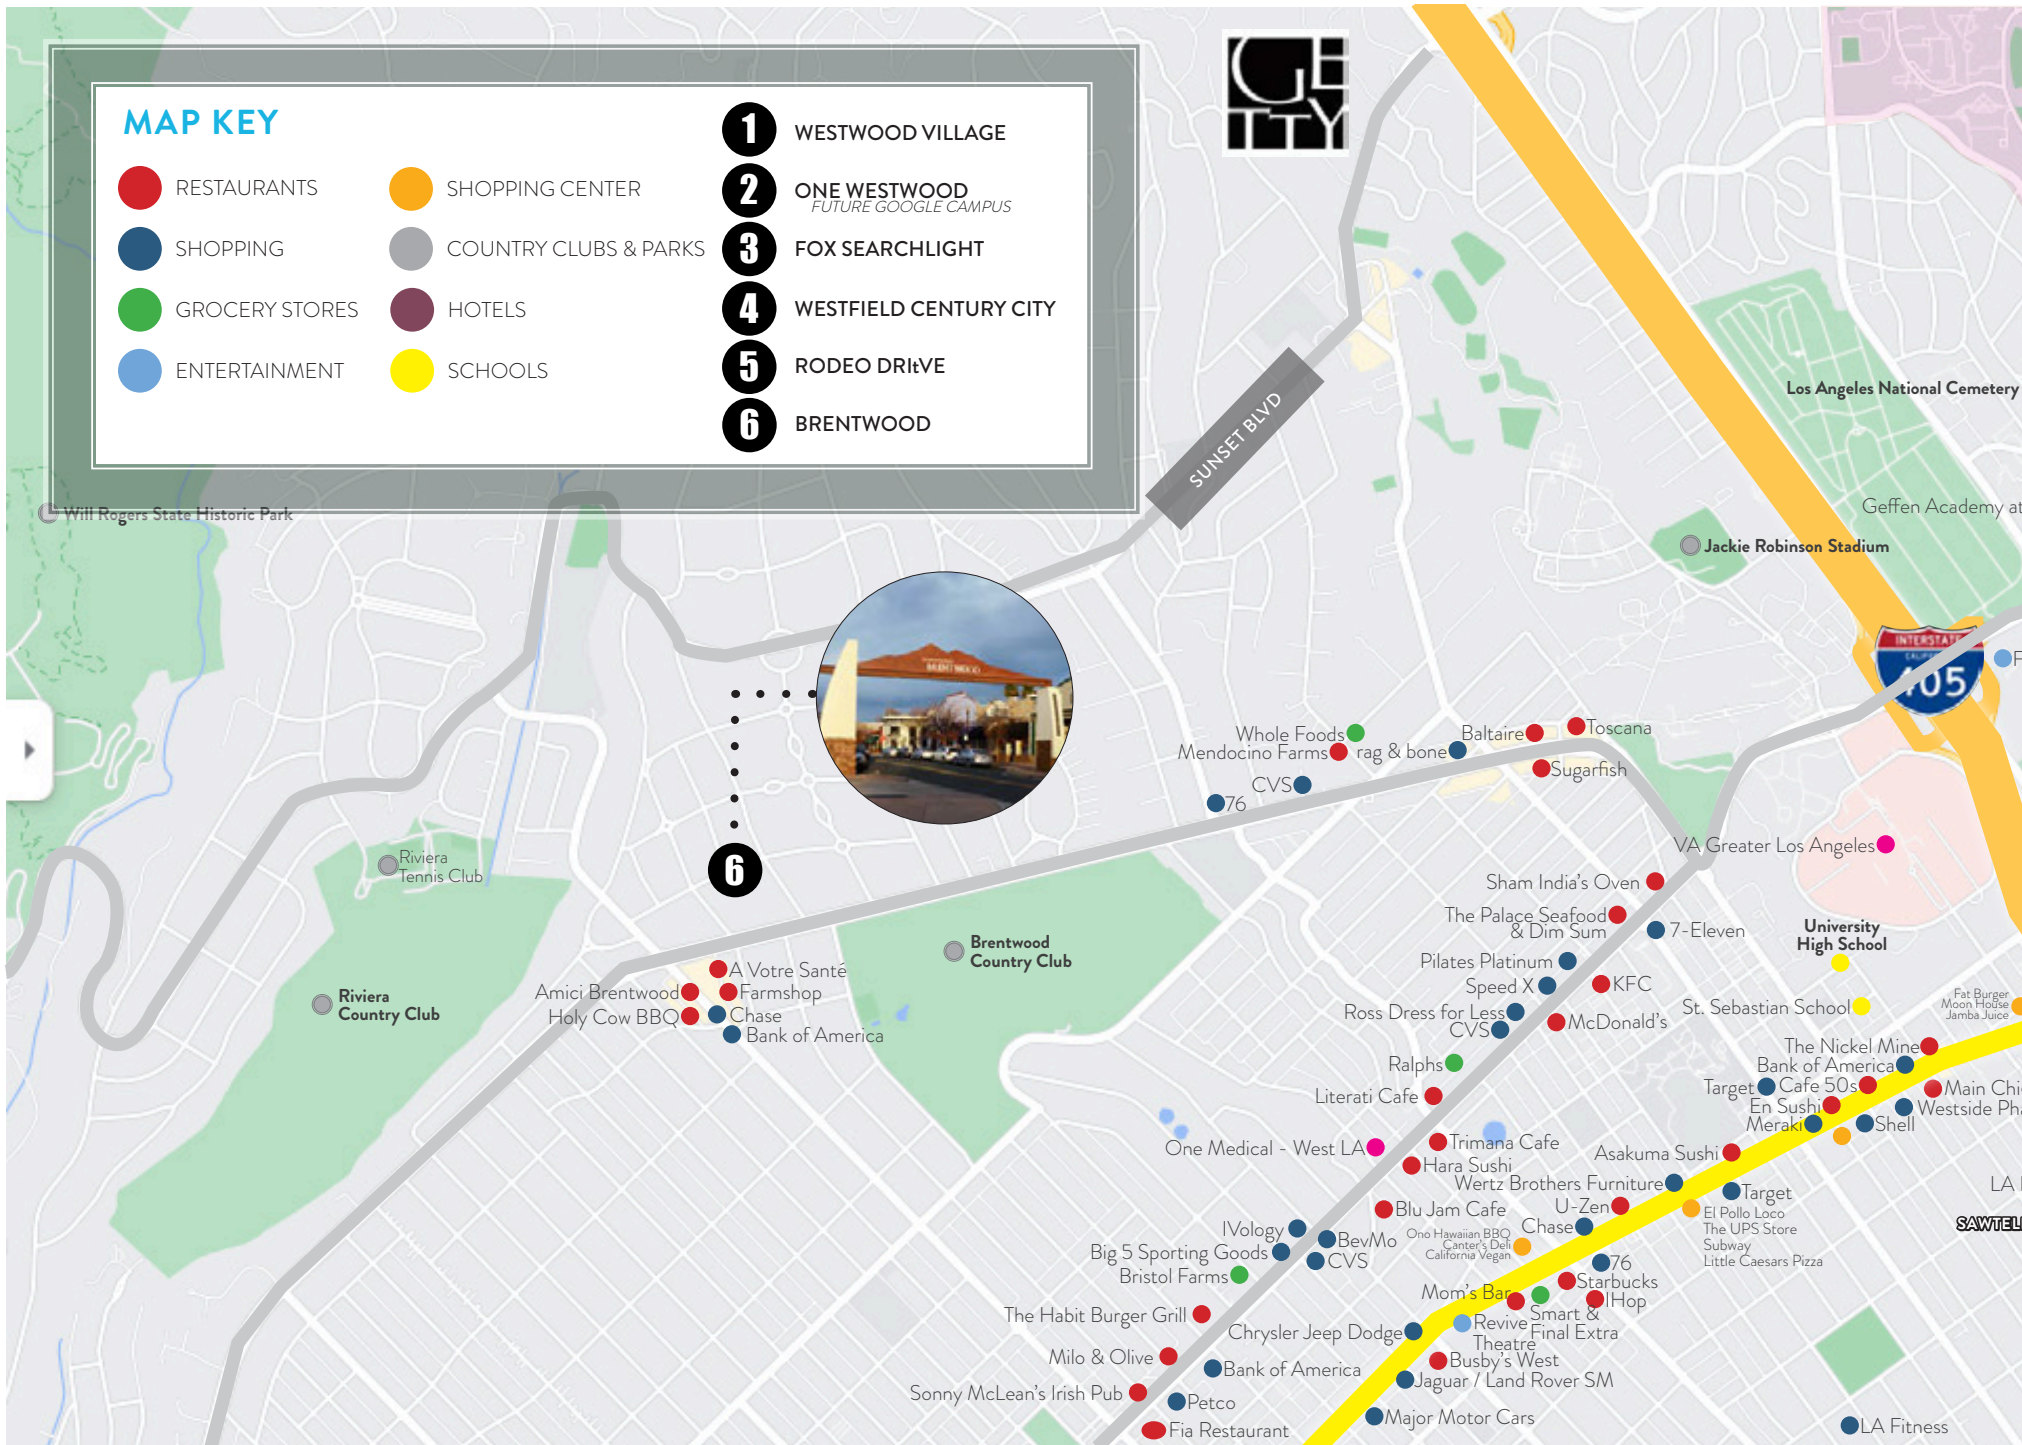 GE
TTY
MAP KEY
RESTAURANTS
SHOPPING
GROCERY STORES
ENTERTAINMENT
SHOPPING CENTER
COUNTRY CLUBS & PARKS
HOTELS
SCHOOLS
1 WESTWOOD VILLAGE
2 ONE WESTWOOD
FUTURE GOOGLE CAMPUS
3 FOX SEARCHLIGHT
4 WESTFIELD CENTURY CITY
5 RODEO DRItVE
6 BRENTWOOD
SUNSET BLVD
Los Angeles National Cemetery
Geffen Academy at
Will Rogers State Historic Park
Jackie Robinson Stadium
INTERSTATE
CALIFORNIA
405
F
BRENTWOOD
6
Whole Foods
Mendocino Farms
rag & bone
Baltaire
Toscana
Sugarfish
CVS
76
VA Greater Los Angeles
Riviera
Tennis Club
Sham India's Oven
The Palace Seafood
& Dim Sum
7-Eleven
University
High School
Brentwood
Country Club
Pilates Platinum
Speed X
KFC
A Votre Santé
Amici Brentwood
Farmshop
Holy Cow BBQ
Chase
Bank of America
Riviera
Country Club
Ross Dress for Less
CVS
McDonald's
St. Sebastian School
Fat Burger
Moon House
Jamba Juice
Ralphs
Literati Cafe
The Nickel Mine
Bank of America
Target
Cafe 50s
Main Chi
En Sushi
Westside Pha
Meraki
Shell
One Medical - West LA
Trimana Cafe
Hara Sushi
Asakuma Sushi
Wertz Brothers Furniture
Target
LA
Blu Jam Cafe
U-Zen
Chase
El Pollo Loco
The UPS Store
Subway
Little Caesars Pizza
SAWTEL
IVology
BevMo
Big 5 Sporting Goods
CVS
Bristol Farms
Ono Hawaiian BBQ
Canter's Deli
California Vegan
76
Starbucks
IHop
Mom's Bar
Smart &
Final Extra
The Habit Burger Grill
Chrysler Jeep Dodge
Revive
Theatre
Milo & Olive
Bank of America
Busby's West
Jaguar / Land Rover SM
Sonny McLean's Irish Pub
Petco
Major Motor Cars
Fia Restaurant
LA Fitness